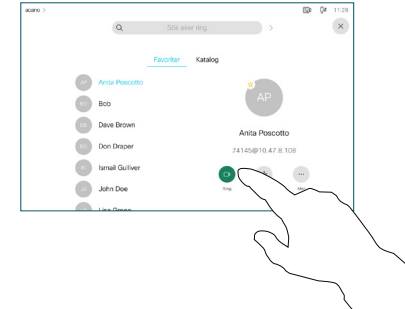 acano >
11:28
Sök eller ring
Favoriter
Katalog
AP
Anita Poscotto
Bob
Dave Brown
Don Draper
Ismail Gulliver
John Doe
AP
Anita Poscotto
74145@10.47.8.108
Ring